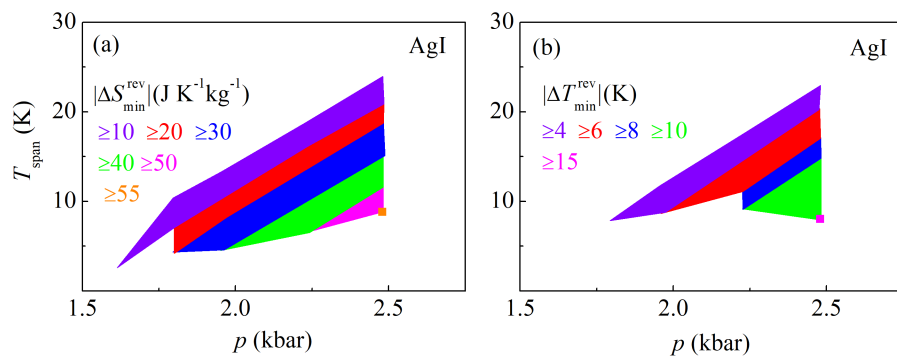 30
20
10
T_span (K)
(a)
AgI
|ΔS^rev_min|(J K^-1 kg^-1)
≥10 ≥20 ≥30
≥40 ≥50
≥55
1.5 2.0 2.5
p (kbar)
30
20
10
(b)
AgI
|ΔT^rev_min|(K)
≥4 ≥6 ≥8 ≥10
≥15
1.5 2.0 2.5
p (kbar)